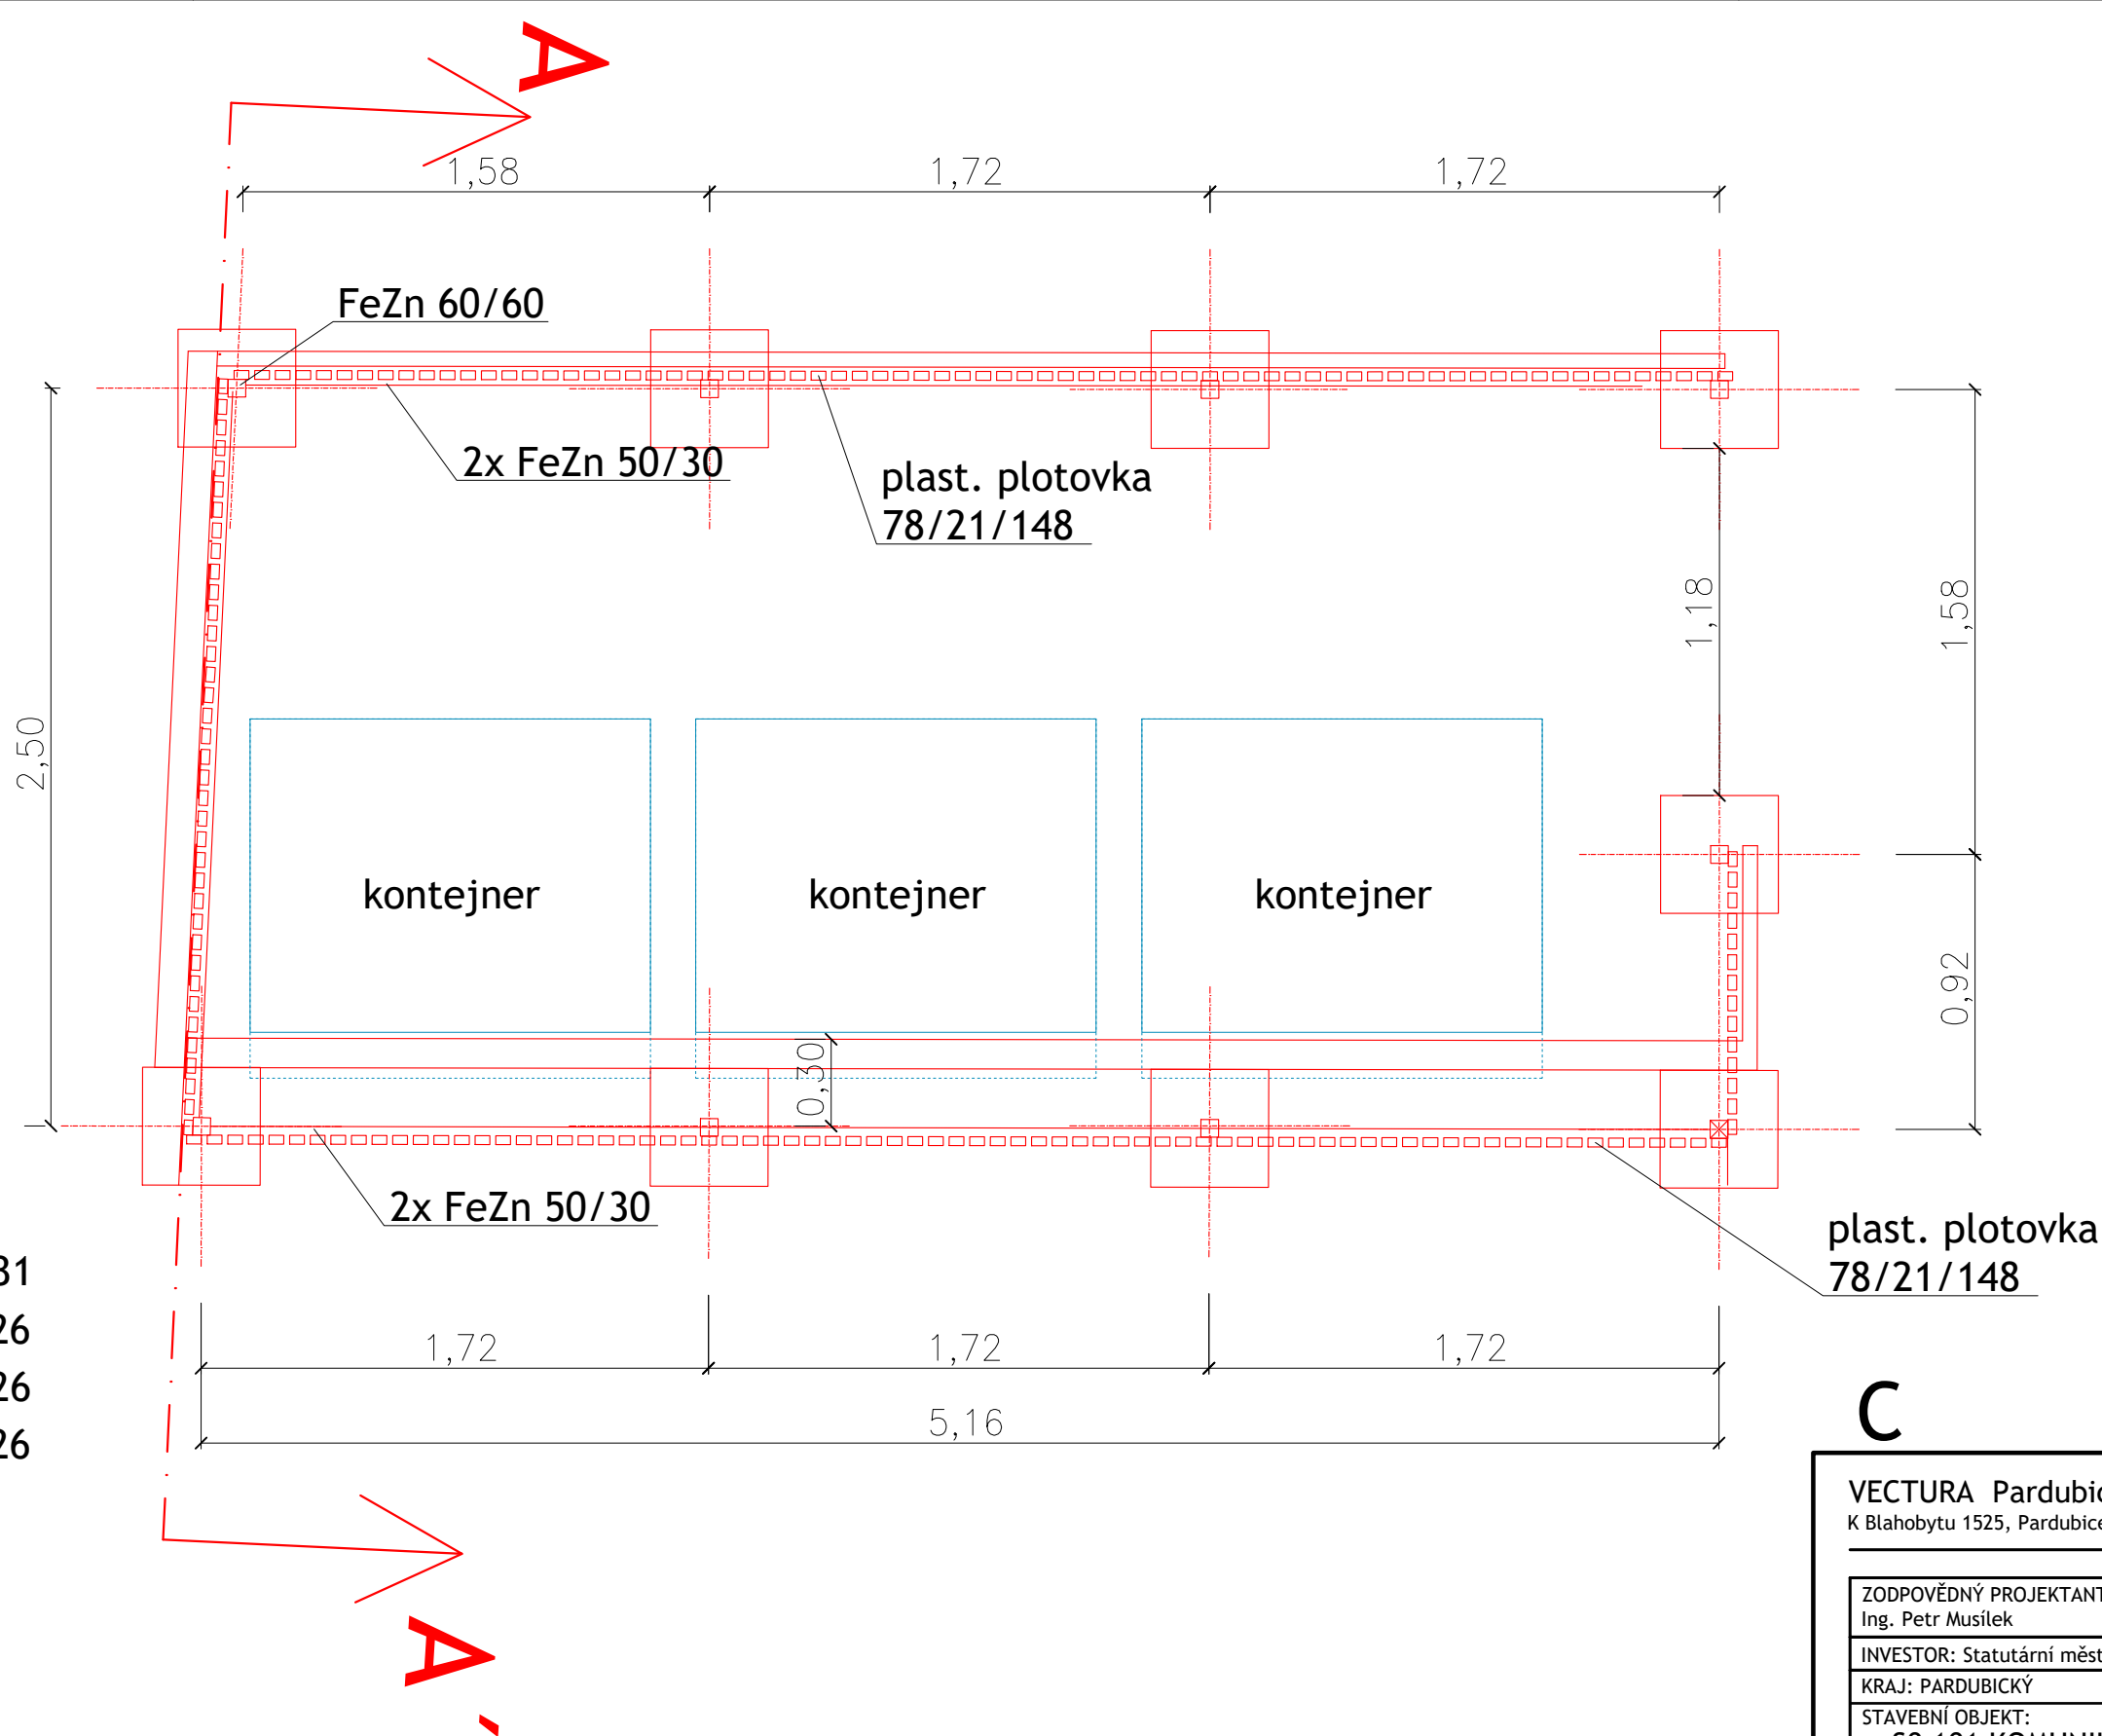 A
1,58
1,72
1,72
FeZn 60/60
2x FeZn 50/30
plast. plotovka
78/21/148
1,18
1,58
2,50
kontejner
kontejner
kontejner
0,92
0,30
2x FeZn 50/30
plast. plotovka
78/21/148
31
26
26
26
1,72
1,72
1,72
5,16
C
A
VECTURA Pardubic
K Blahobytu 1525, Pardubice
ZODPOVĚDNÝ PROJEKTANT
Ing. Petr Musílek
INVESTOR: Statutární měst
KRAJ: PARDUBICKÝ
STAVEBNÍ OBJEKT: